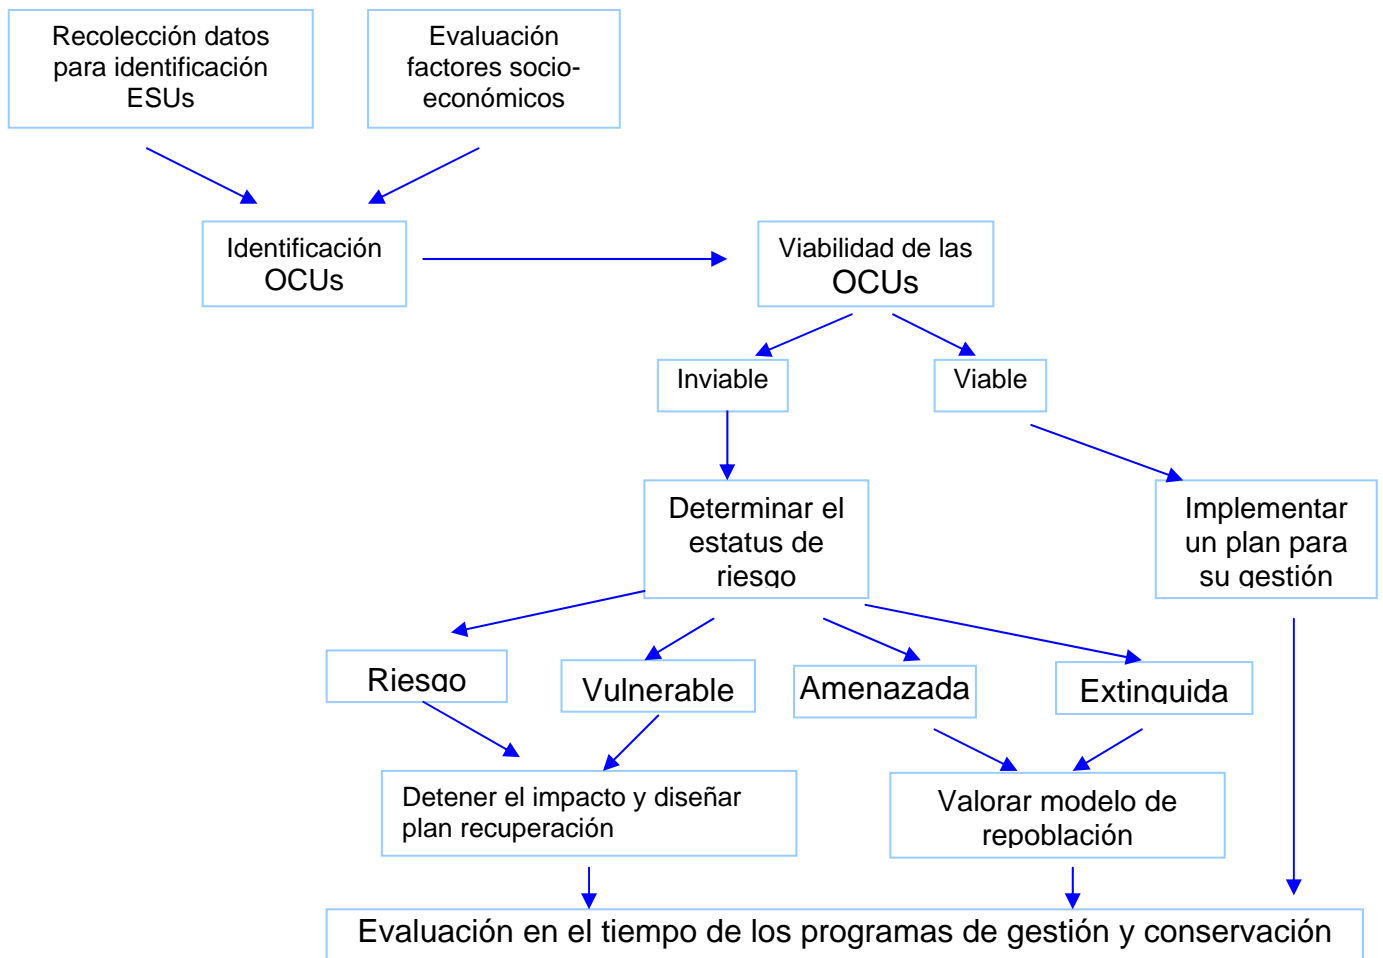 Recolección datos
para identificación
ESUs
Evaluación
factores socio-
económicos
Identificación
OCUs
Viabilidad de las
OCUs
Inviable
Viable
Determinar el
estatus de
riesgo
Implementar
un plan para
su gestión
Riesgo
Vulnerable
Amenazada
Extinguida
Detener el impacto y diseñar
plan recuperación
Valorar modelo de
repoblación
Evaluación en el tiempo de los programas de gestión y conservación